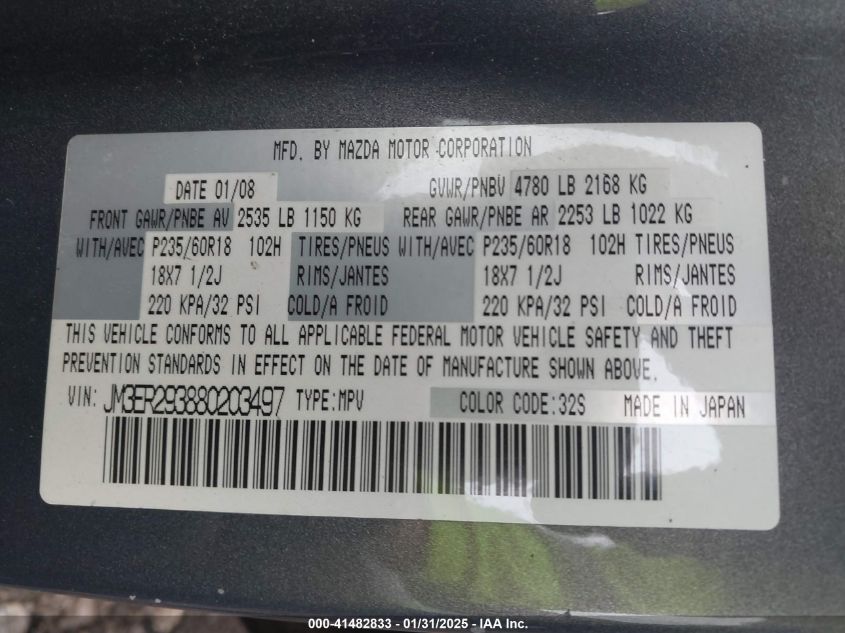 MFD. BY MAZDA MOTOR CORPORATION
DATE 01/08 GVWR/PNBV 4780 LB 2168 KG
FRONT GAWR/PNBE AV 2535 LB 1150 KG REAR GAWR/PNBE AR 2253 LB 1022 KG
WITH/AVEC P235/60R18 102H TIRES/PNEUS WITH/AVEC P235/60R18 102H TIRES/PNEUS
18X7 1/2J RIMS/JANTES 18X7 1/2J RIMS/JANTES
220 KPA/32 PSI COLD/A FROID 220 KPA/32 PSI COLD/A FROID
THIS VEHICLE CONFORMS TO ALL APPLICABLE FEDERAL MOTOR VEHICLE SAFETY AND THEFT
PREVENTION STANDARDS IN EFFECT ON THE DATE OF MANUFACTURE SHOWN ABOVE.
VIN: JM3ER293880203497 TYPE:MPV COLOR CODE:32S MADE IN JAPAN
000-41482833 - 01/31/2025 - IAA Inc.